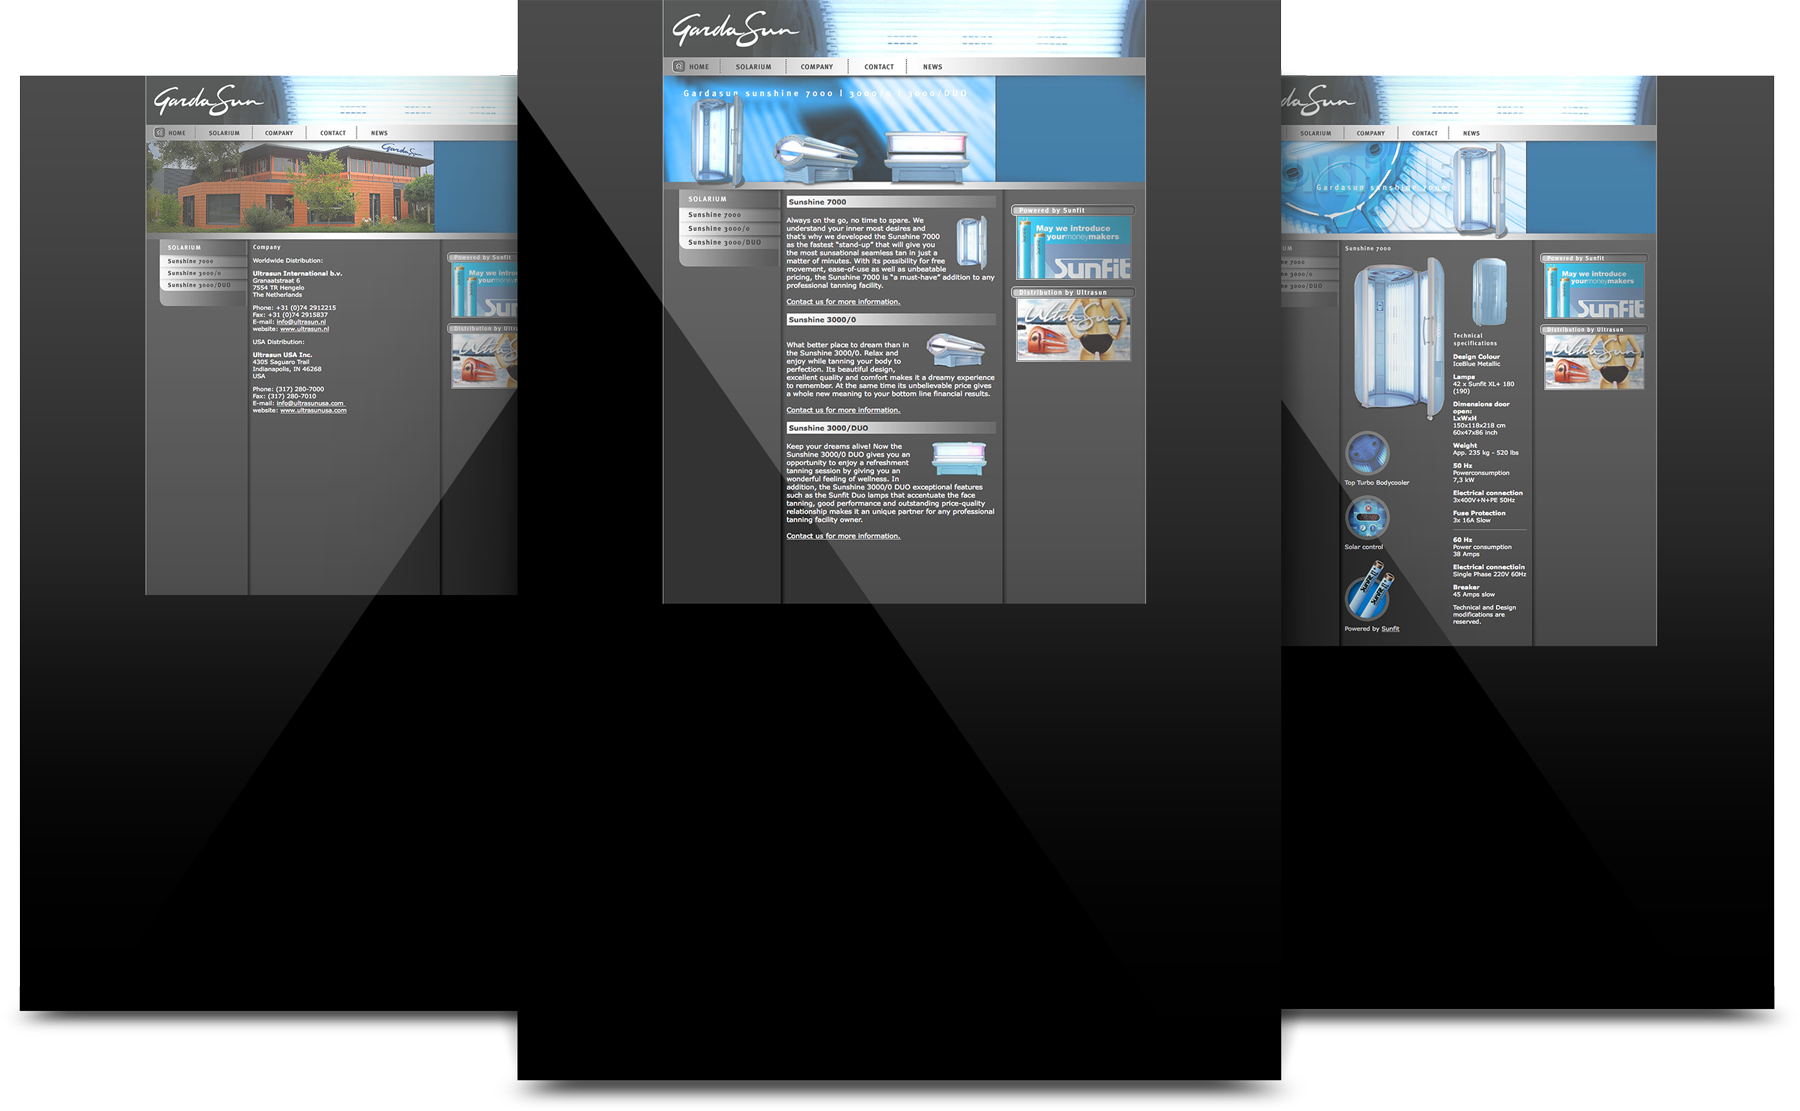 GardaSun
HOME
SOLARIUM
COMPANY
CONTACT
NEWS
GardaSun
SOLARIUM
Sunshine 7000
Sunshine 3000/0
Sunshine 3000/DUO
Company
Worldwide Distribution:
Ultrasun International b.v.
Granaatstraat 6
7554 TR Hengelo
The Netherlands
Phone: +31 (0)74 2912215
Fax: +31 (0)74 2915837
E-mail: info@ultrasun.nl
website: www.ultrasun.nl
USA Distribution:
Ultrasun USA Inc.
4305 Saguaro Trail
Indianapolis, IN 46268
USA
Phone: (317) 280-7000
Fax: (317) 280-7010
E-mail: info@ultrasunusa.com
website: www.ultrasunusa.com
Powered by Sunfit
May we introdu
yourmoney
Su
Distribution by Ultra
UltraS
GardaSun
HOME
SOLARIUM
COMPANY
CONTACT
NEWS
Gardasun sunshine 7000 | 3000/0 | 3000/DUO
SOLARIUM
Sunshine 7000
Sunshine 3000/0
Sunshine 3000/DUO
Sunshine 7000
Always on the go, no time to spare. We
understand your inner most desires and
that's why we developed the Sunshine 7000
as the fastest "stand-up" that will give you
the most sunsational seamless tan in just a
matter of minutes. With its possibility for free
movement, ease-of-use as well as unbeatable
pricing, the Sunshine 7000 is "a must-have" addition to any
professional tanning facility.
Contact us for more information.
Sunshine 3000/0
What better place to dream than in
the Sunshine 3000/0. Relax and
enjoy while tanning your body to
perfection. Its beautiful design,
excellent quality and comfort makes it a dreamy experience
to remember. At the same time its unbelievable price gives
a whole new meaning to your bottom line financial results.
Contact us for more information.
Sunshine 3000/DUO
Keep your dreams alive! Now the
Sunshine 3000/0 DUO gives you an
opportunity to enjoy a refreshment
tanning session by giving you an
wonderful feeling of wellness. In
addition, the Sunshine 3000/0 DUO exceptional features
such as the Sunfit Duo lamps that accentuate the face
tanning, good performance and outstanding price-quality
relationship makes it an unique partner for any professional
tanning facility owner.
Contact us for more information.
Powered by Sunfit
May we introduce
yourmoneymakers
Sunfit
Distribution by Ultrasun
UltraSun
daSun
SOLARIUM
COMPANY
CONTACT
NEWS
Gardasun sunshine 7000
UM
ne 7000
ne 3000/0
ne 3000/DUO
Sunshine 7000
Top Turbo Bodycooler
Solar control
Powered by Sunfit
Technical
specifications
Design Colour
IceBlue Metallic
Lamps
42 x Sunfit XL+ 180
(190)
Dimensions door
open:
LxWxH
150x118x218 cm
60x47x86 inch
Weight
App. 235 kg - 520 lbs
50 Hz
Powerconsumption
7,3 kW
Electrical connection
3x400V+N+PE 50Hz
Fuse Protection
3x 16A Slow
60 Hz
Power consumption
38 Amps
Electrical connectioin
Single Phase 220V 60Hz
Breaker
45 Amps slow
Technical and Design
modifications are
reserved.
Powered by Sunfit
May we introduce
yourmoneymakers
Sunfit
Distribution by Ultrasun
UltraSun